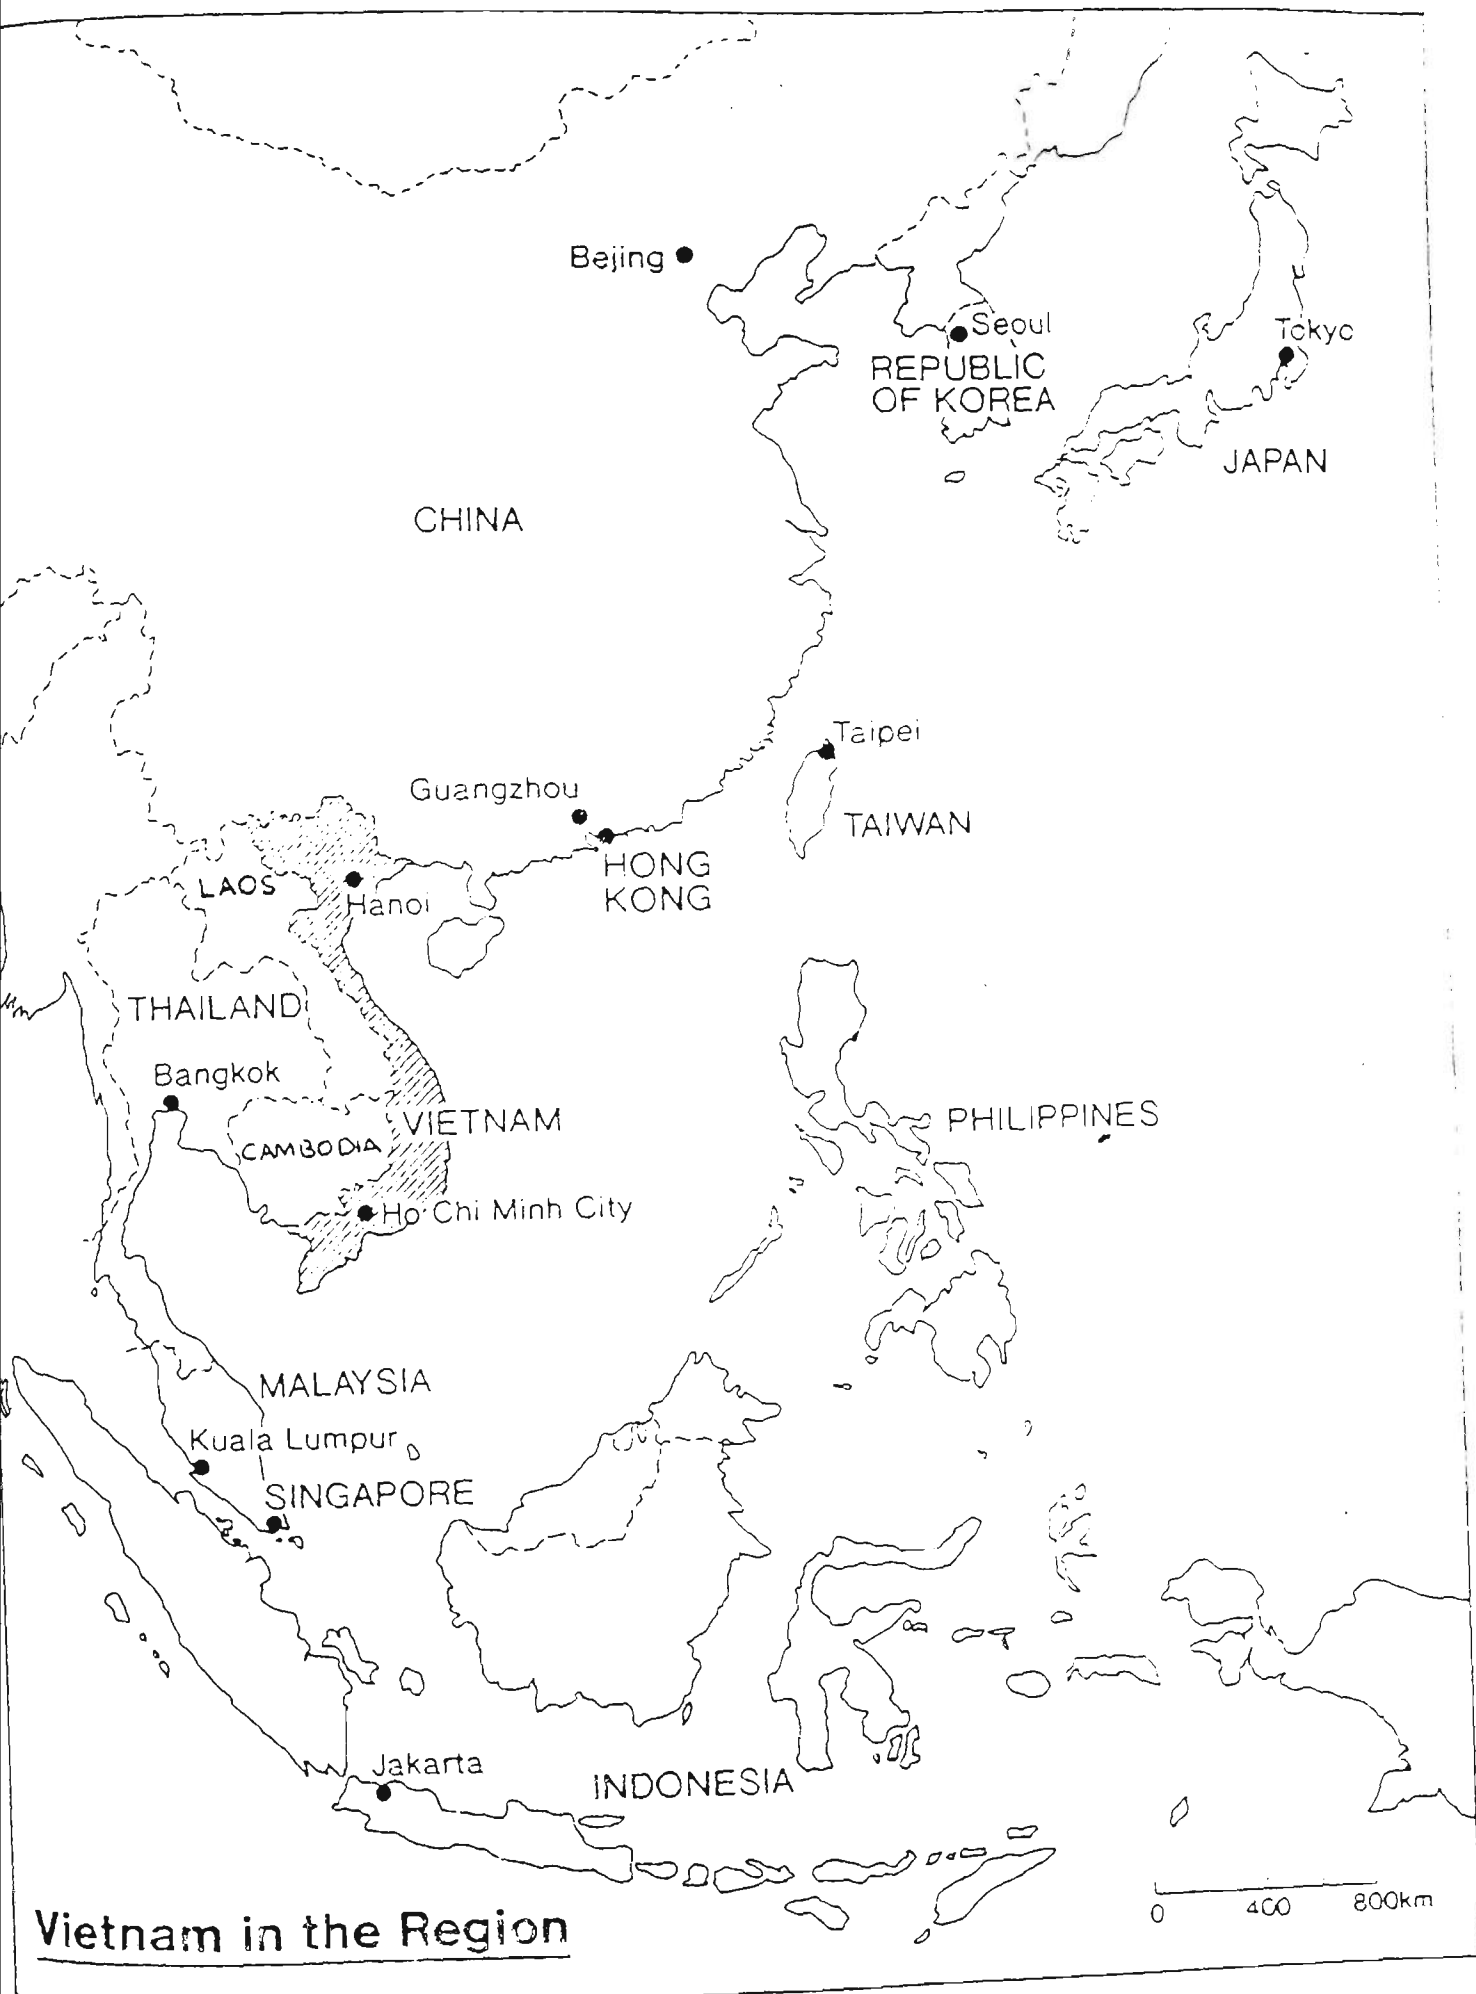 Bejing
Seoul
REPUBLIC
OF KOREA
Tokyo
JAPAN
CHINA
Taipei
TAIWAN
Guangzhou
HONG
KONG
LAOS
Hanoi
THAILAND
Bangkok
VIETNAM
CAMBODIA
PHILIPPINES
Ho Chi Minh City
MALAYSIA
Kuala Lumpur
SINGAPORE
Jakarta
INDONESIA
0 400 800km
Vietnam in the Region